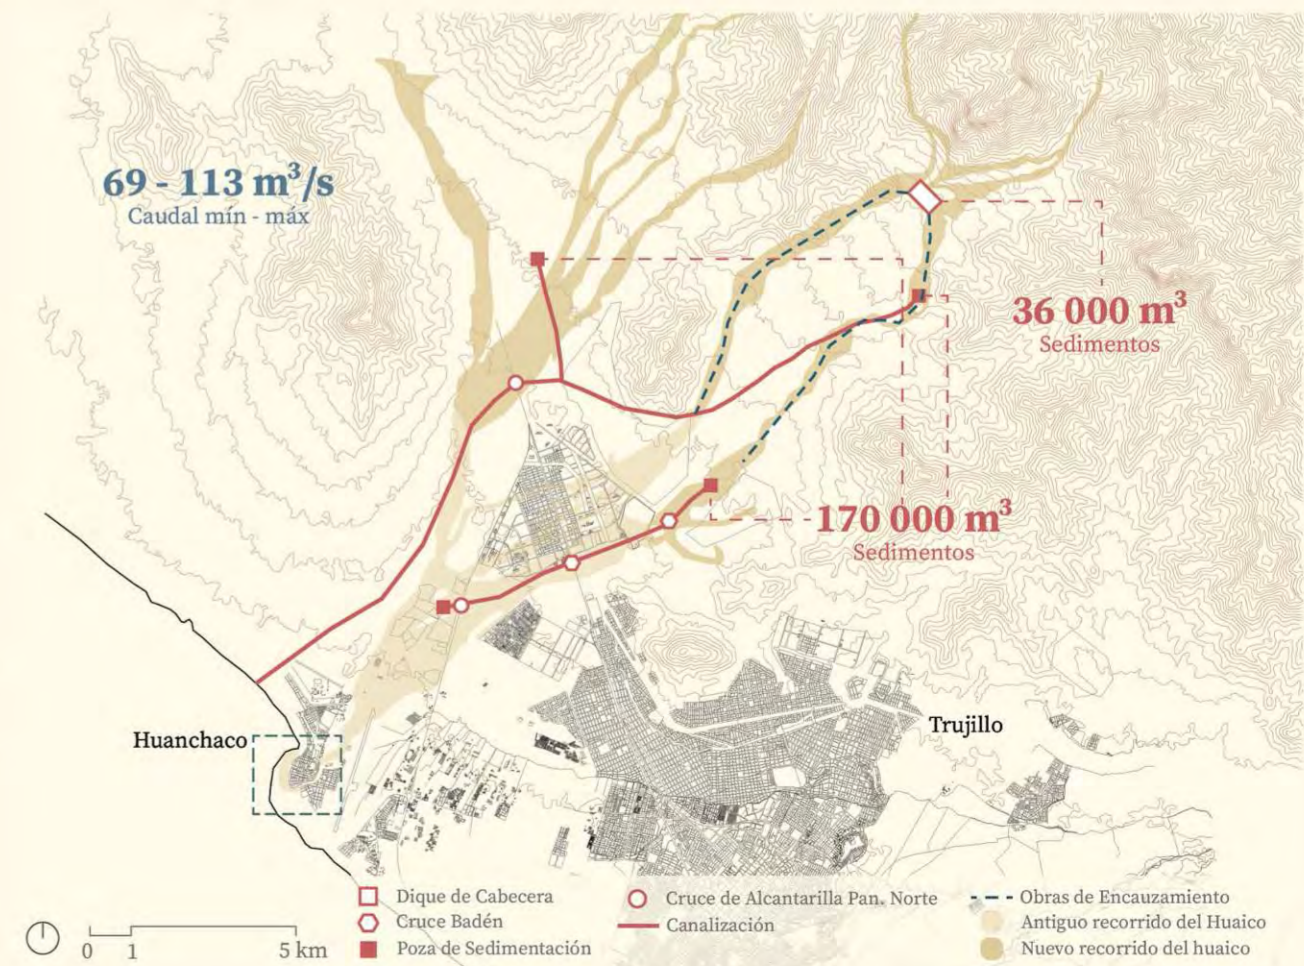 69 - 113 m³/s
Caudal mín - máx
36 000 m³
Sedimentos
170 000 m³
Sedimentos
Huanchaco
Trujillo
Dique de Cabecera
Cruce Badén
Poza de Sedimentación
Cruce de Alcantarilla Pan. Norte
Canalización
Obras de Encauzamiento
Antiguo recorrido del Huaico
Nuevo recorrido del huaico
0 1 5 km